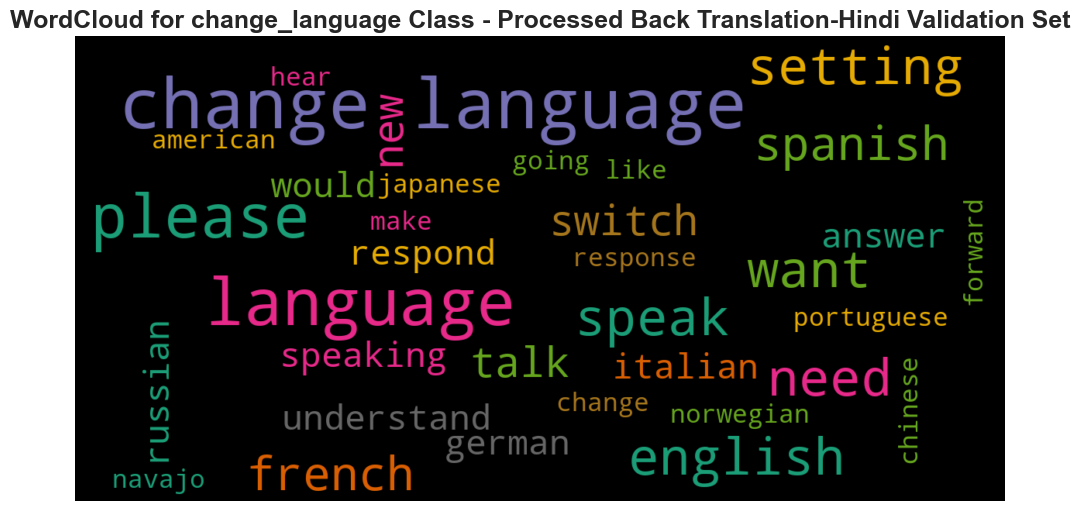 WordCloud for change_language Class - Processed Back Translation-Hindi Validation Set
hear
setting
change language
new
american
spanish
going
like
would
japanese
please
make
switch
answer
forward
respond
response
want
language
speak
portuguese
russian
speaking
talk
italian
need
chinese
understand
change
norwegian
german
english
french
navajo